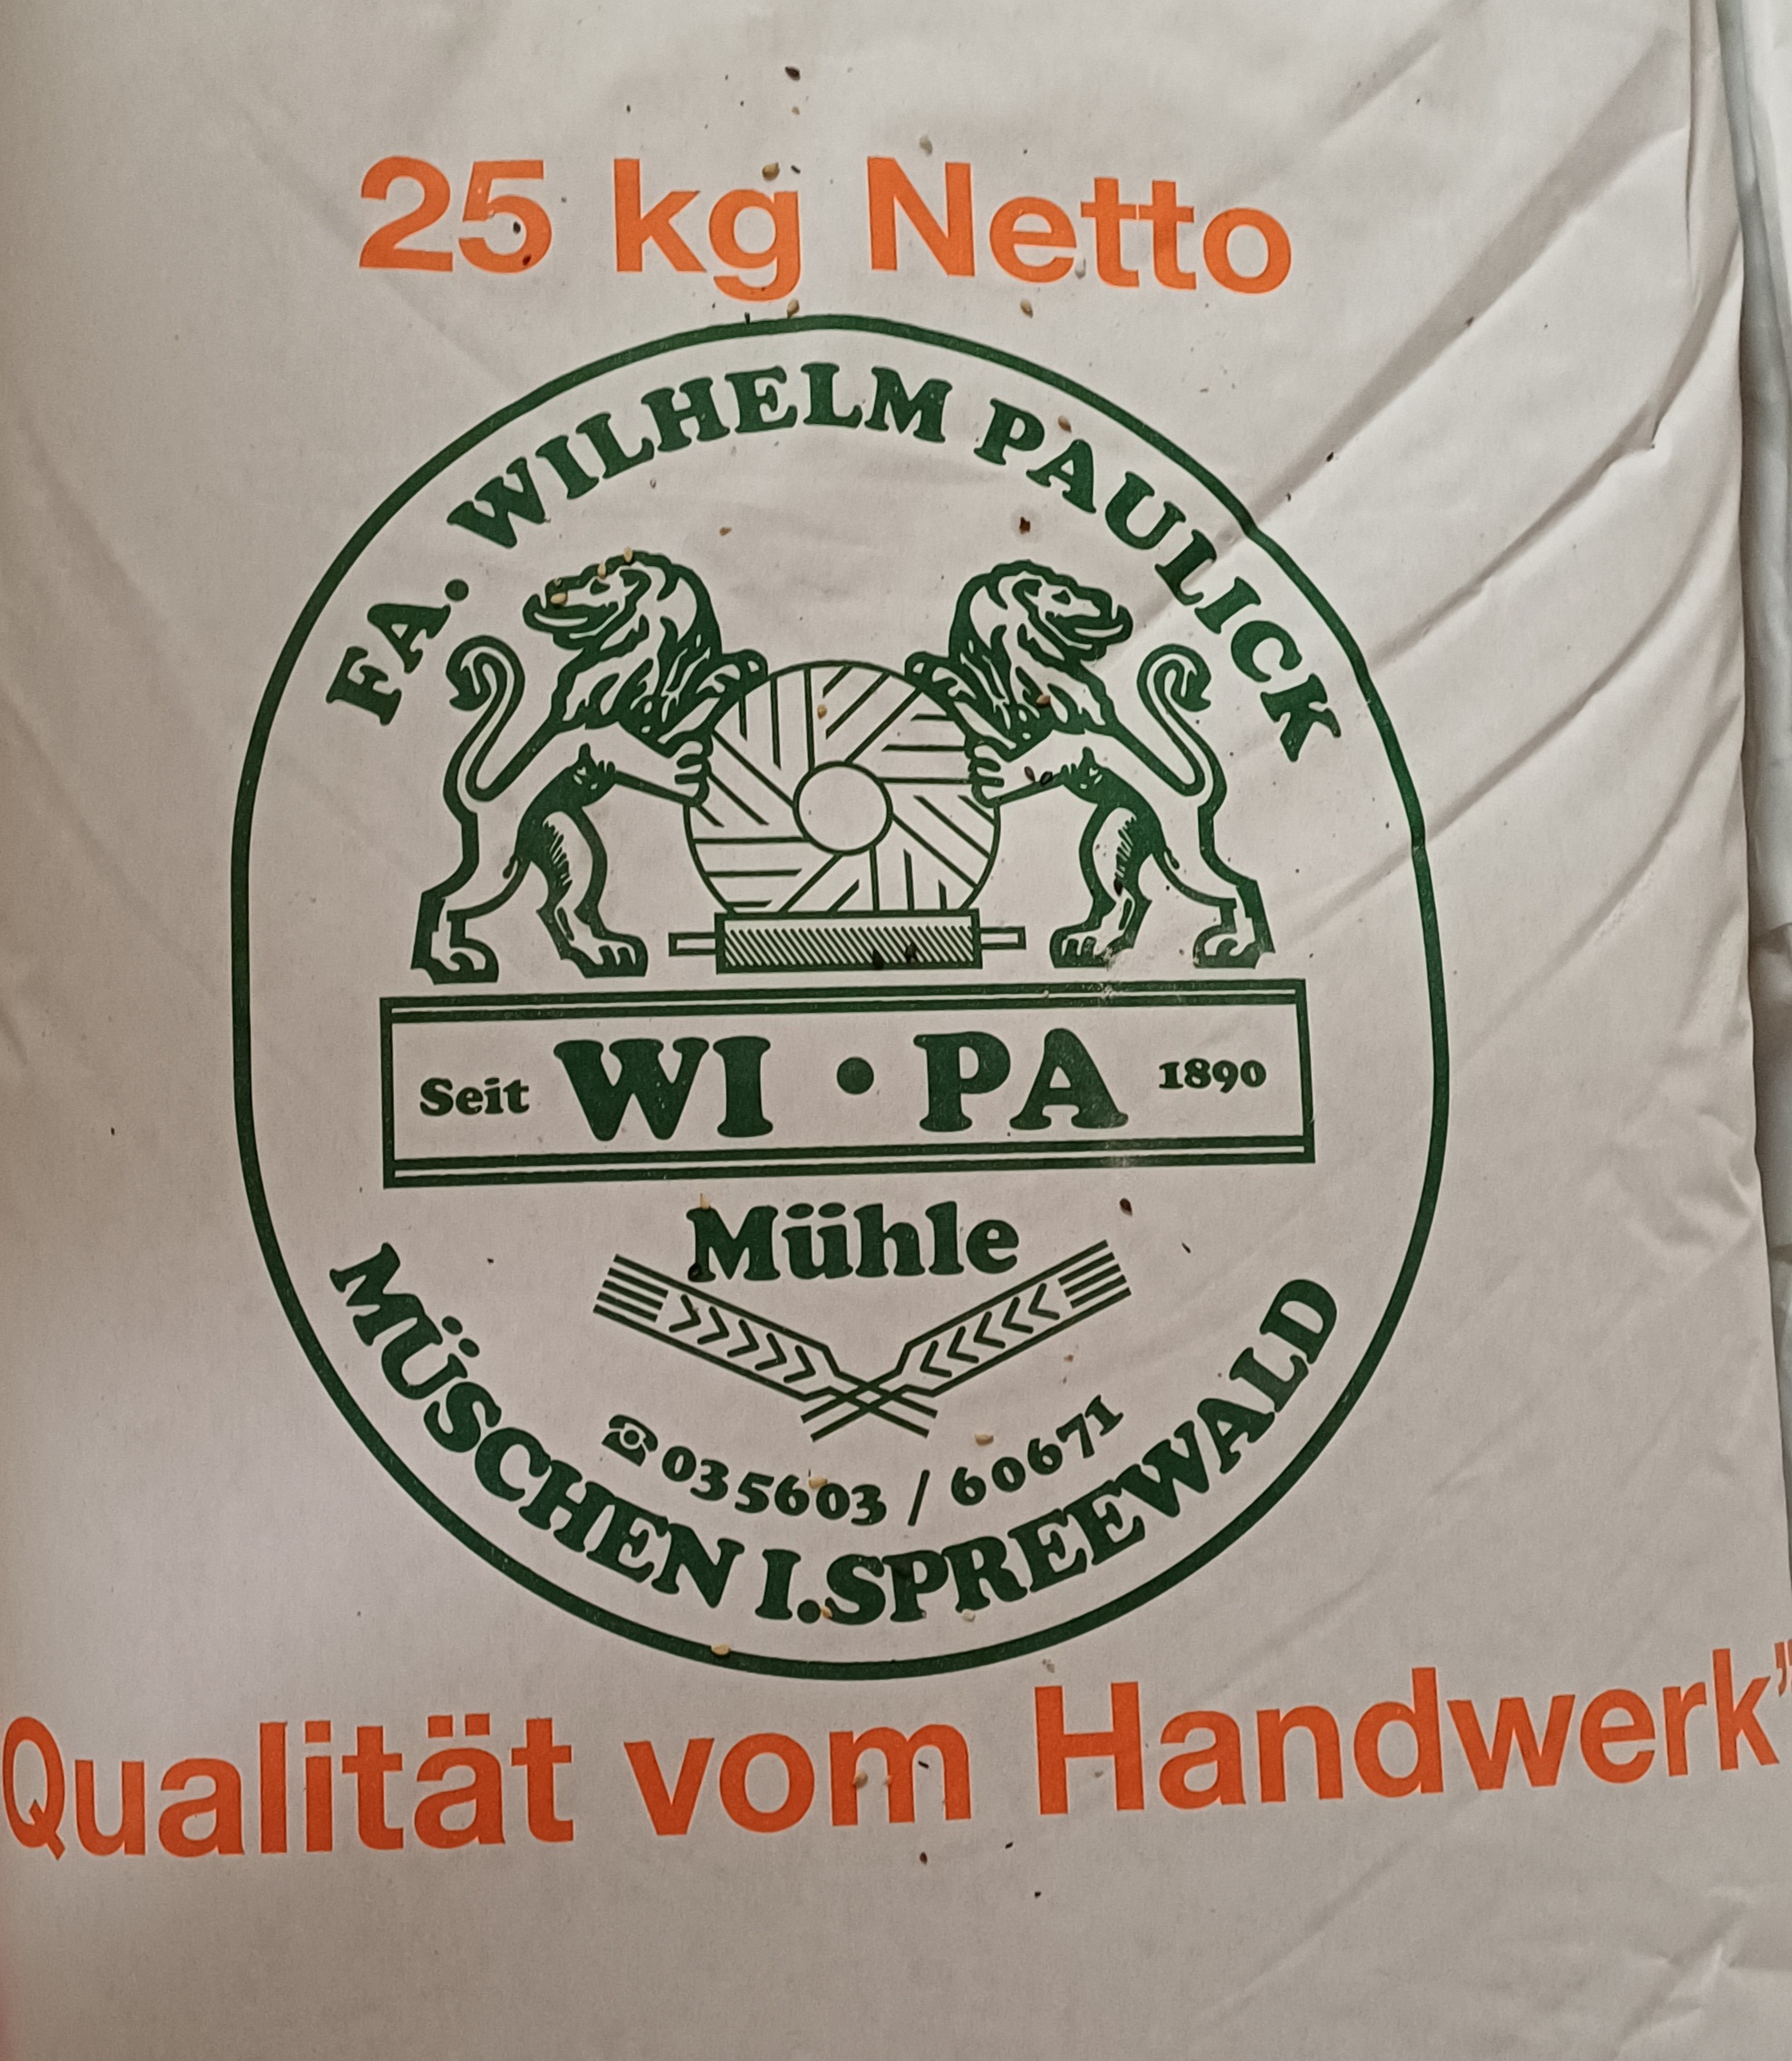 25 kg Netto
FA. WILHELM PAULICK
Seit WI • PA 1890
Mühle
☎035603 / 60671
MÜSCHEN I.SPREEWALD
Qualität vom Handwerk”